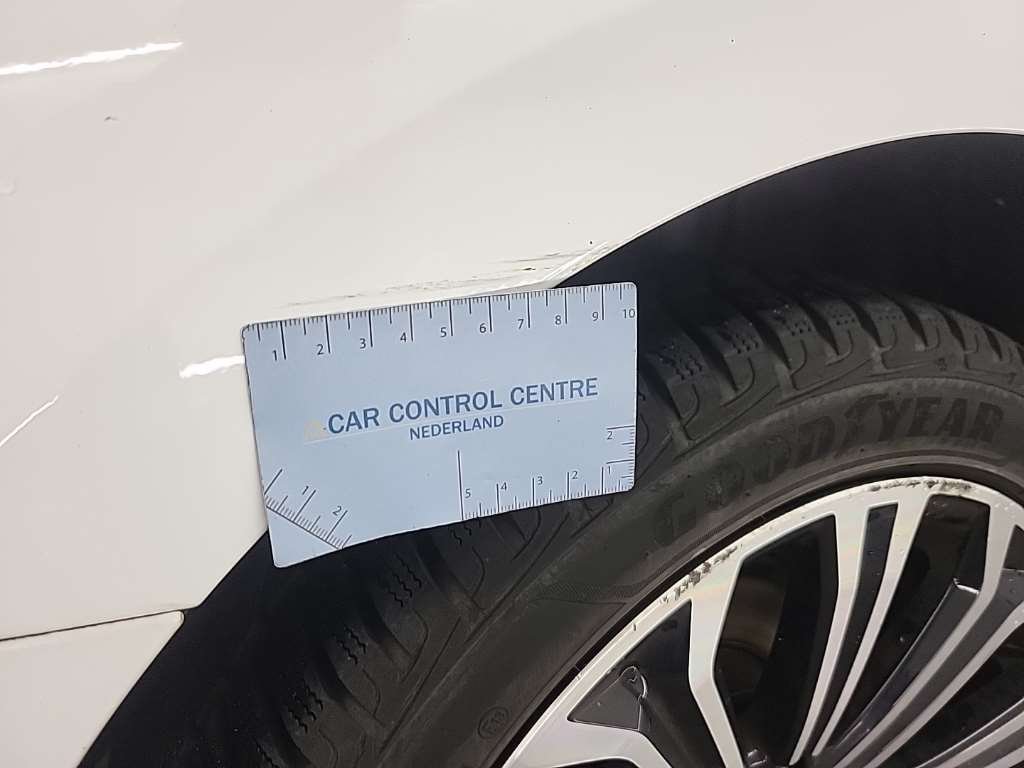 1 2 3 4 5 6 7 8 9 10
CAR CONTROL CENTRE
NEDERLAND
2
1 2
5 4 3 2 1
GOODYEAR